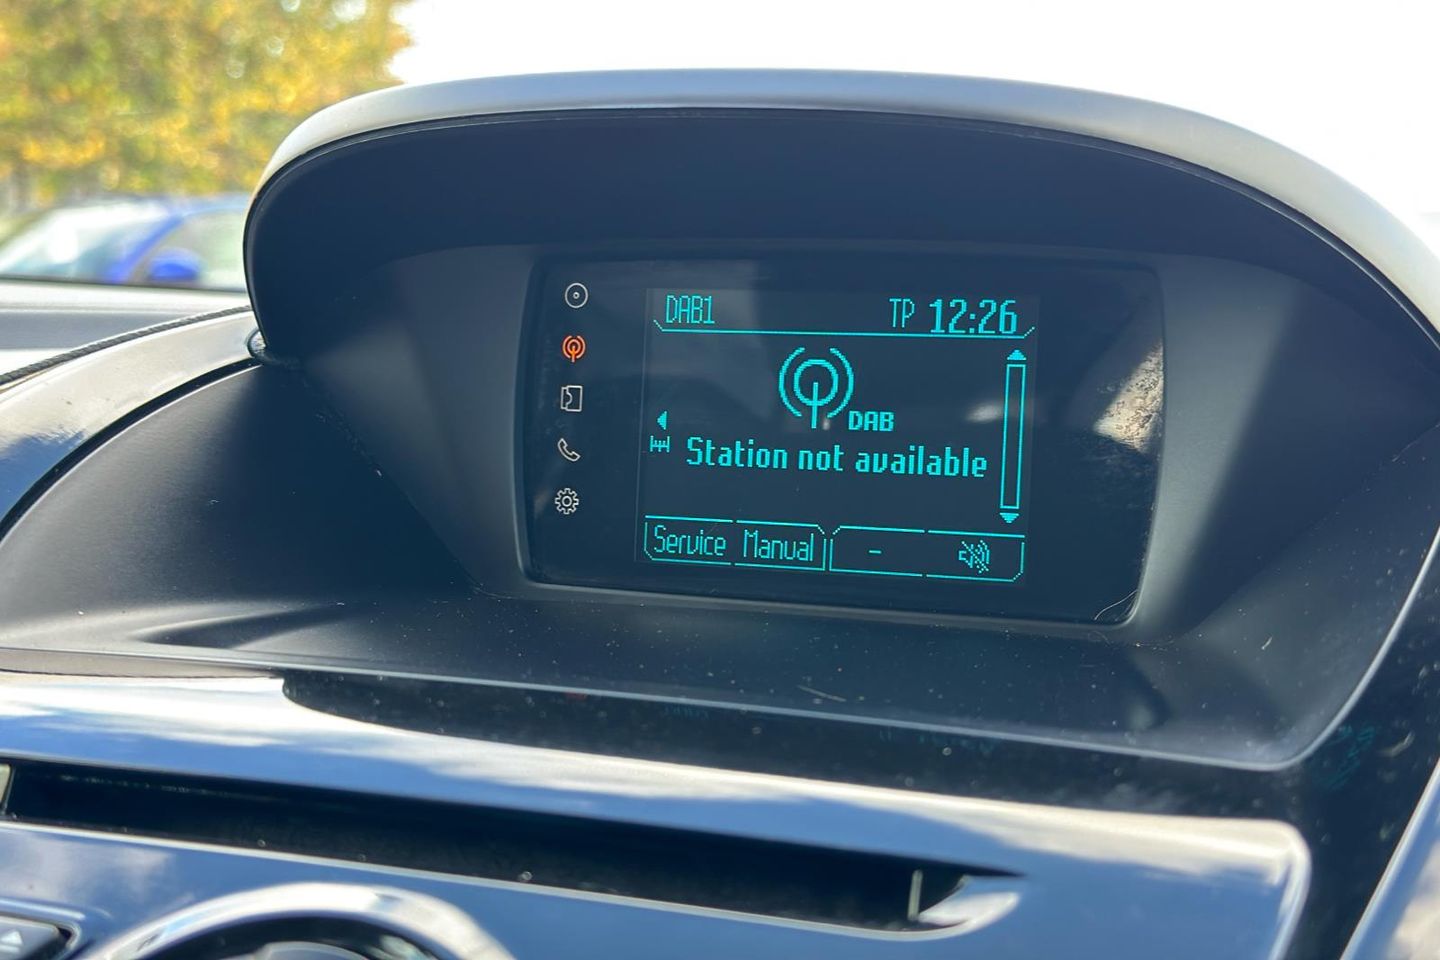 DAB1 TP 12:26
DAB
Station not available
Service Manual -